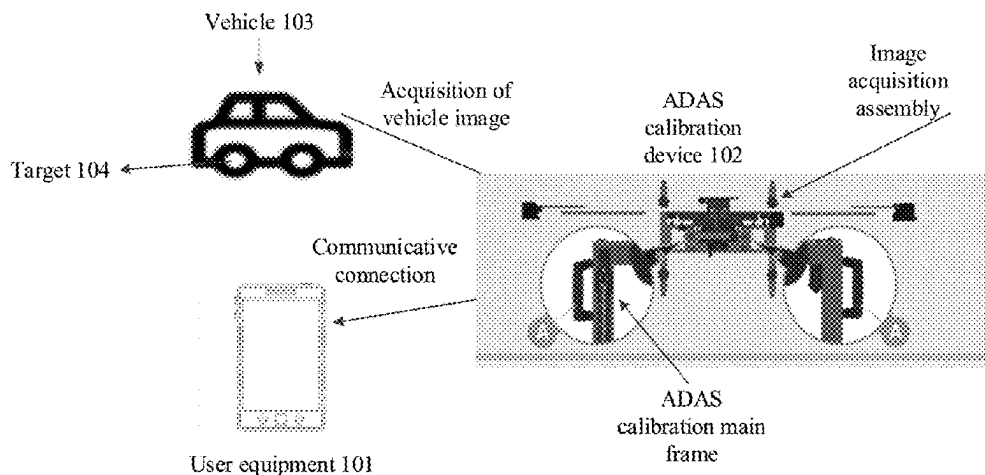 Vehicle 103
Acquisition of
vehicle image
Target 104
ADAS
calibration
device 102
Image
acquisition
assembly
Communicative
connection
ADAS
calibration main
frame
User equipment 101